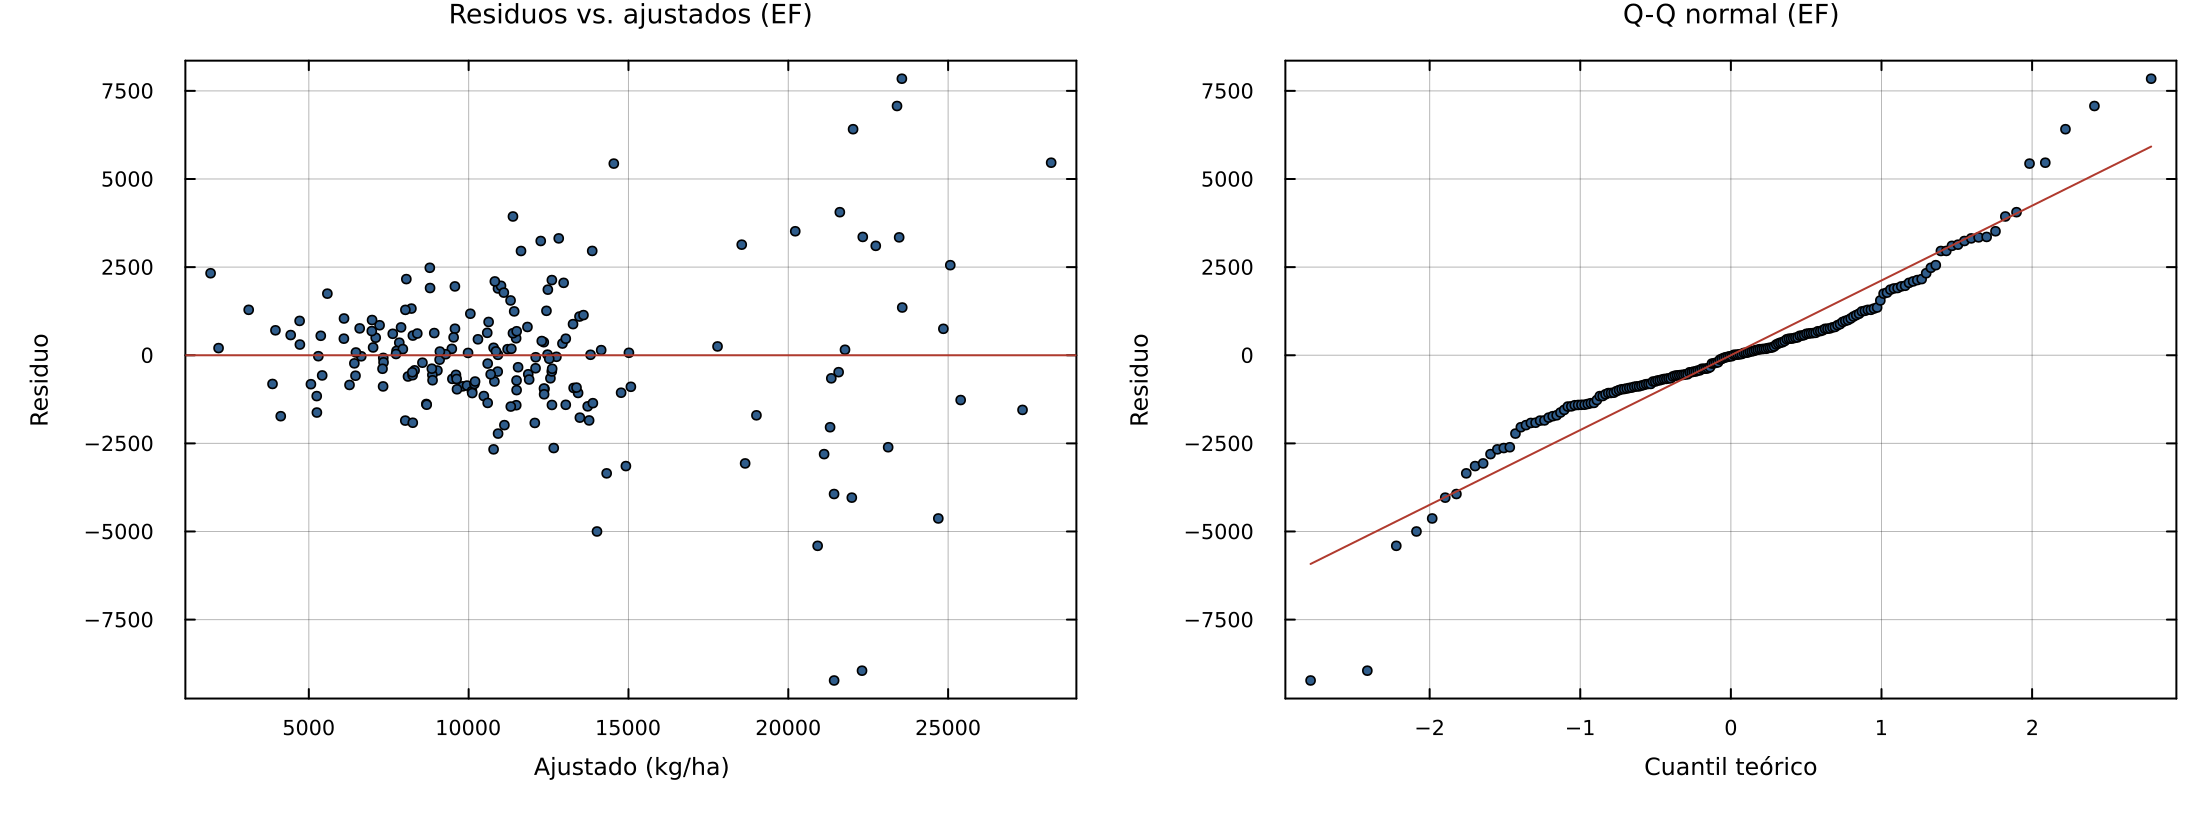 Residuos vs. ajustados (EF)
Residuo
7500
5000
2500
0
−2500
−5000
−7500
5000 10000 15000 20000 25000
Ajustado (kg/ha)
Q-Q normal (EF)
Residuo
7500
5000
2500
0
−2500
−5000
−7500
−2 −1 0 1 2
Cuantil teórico